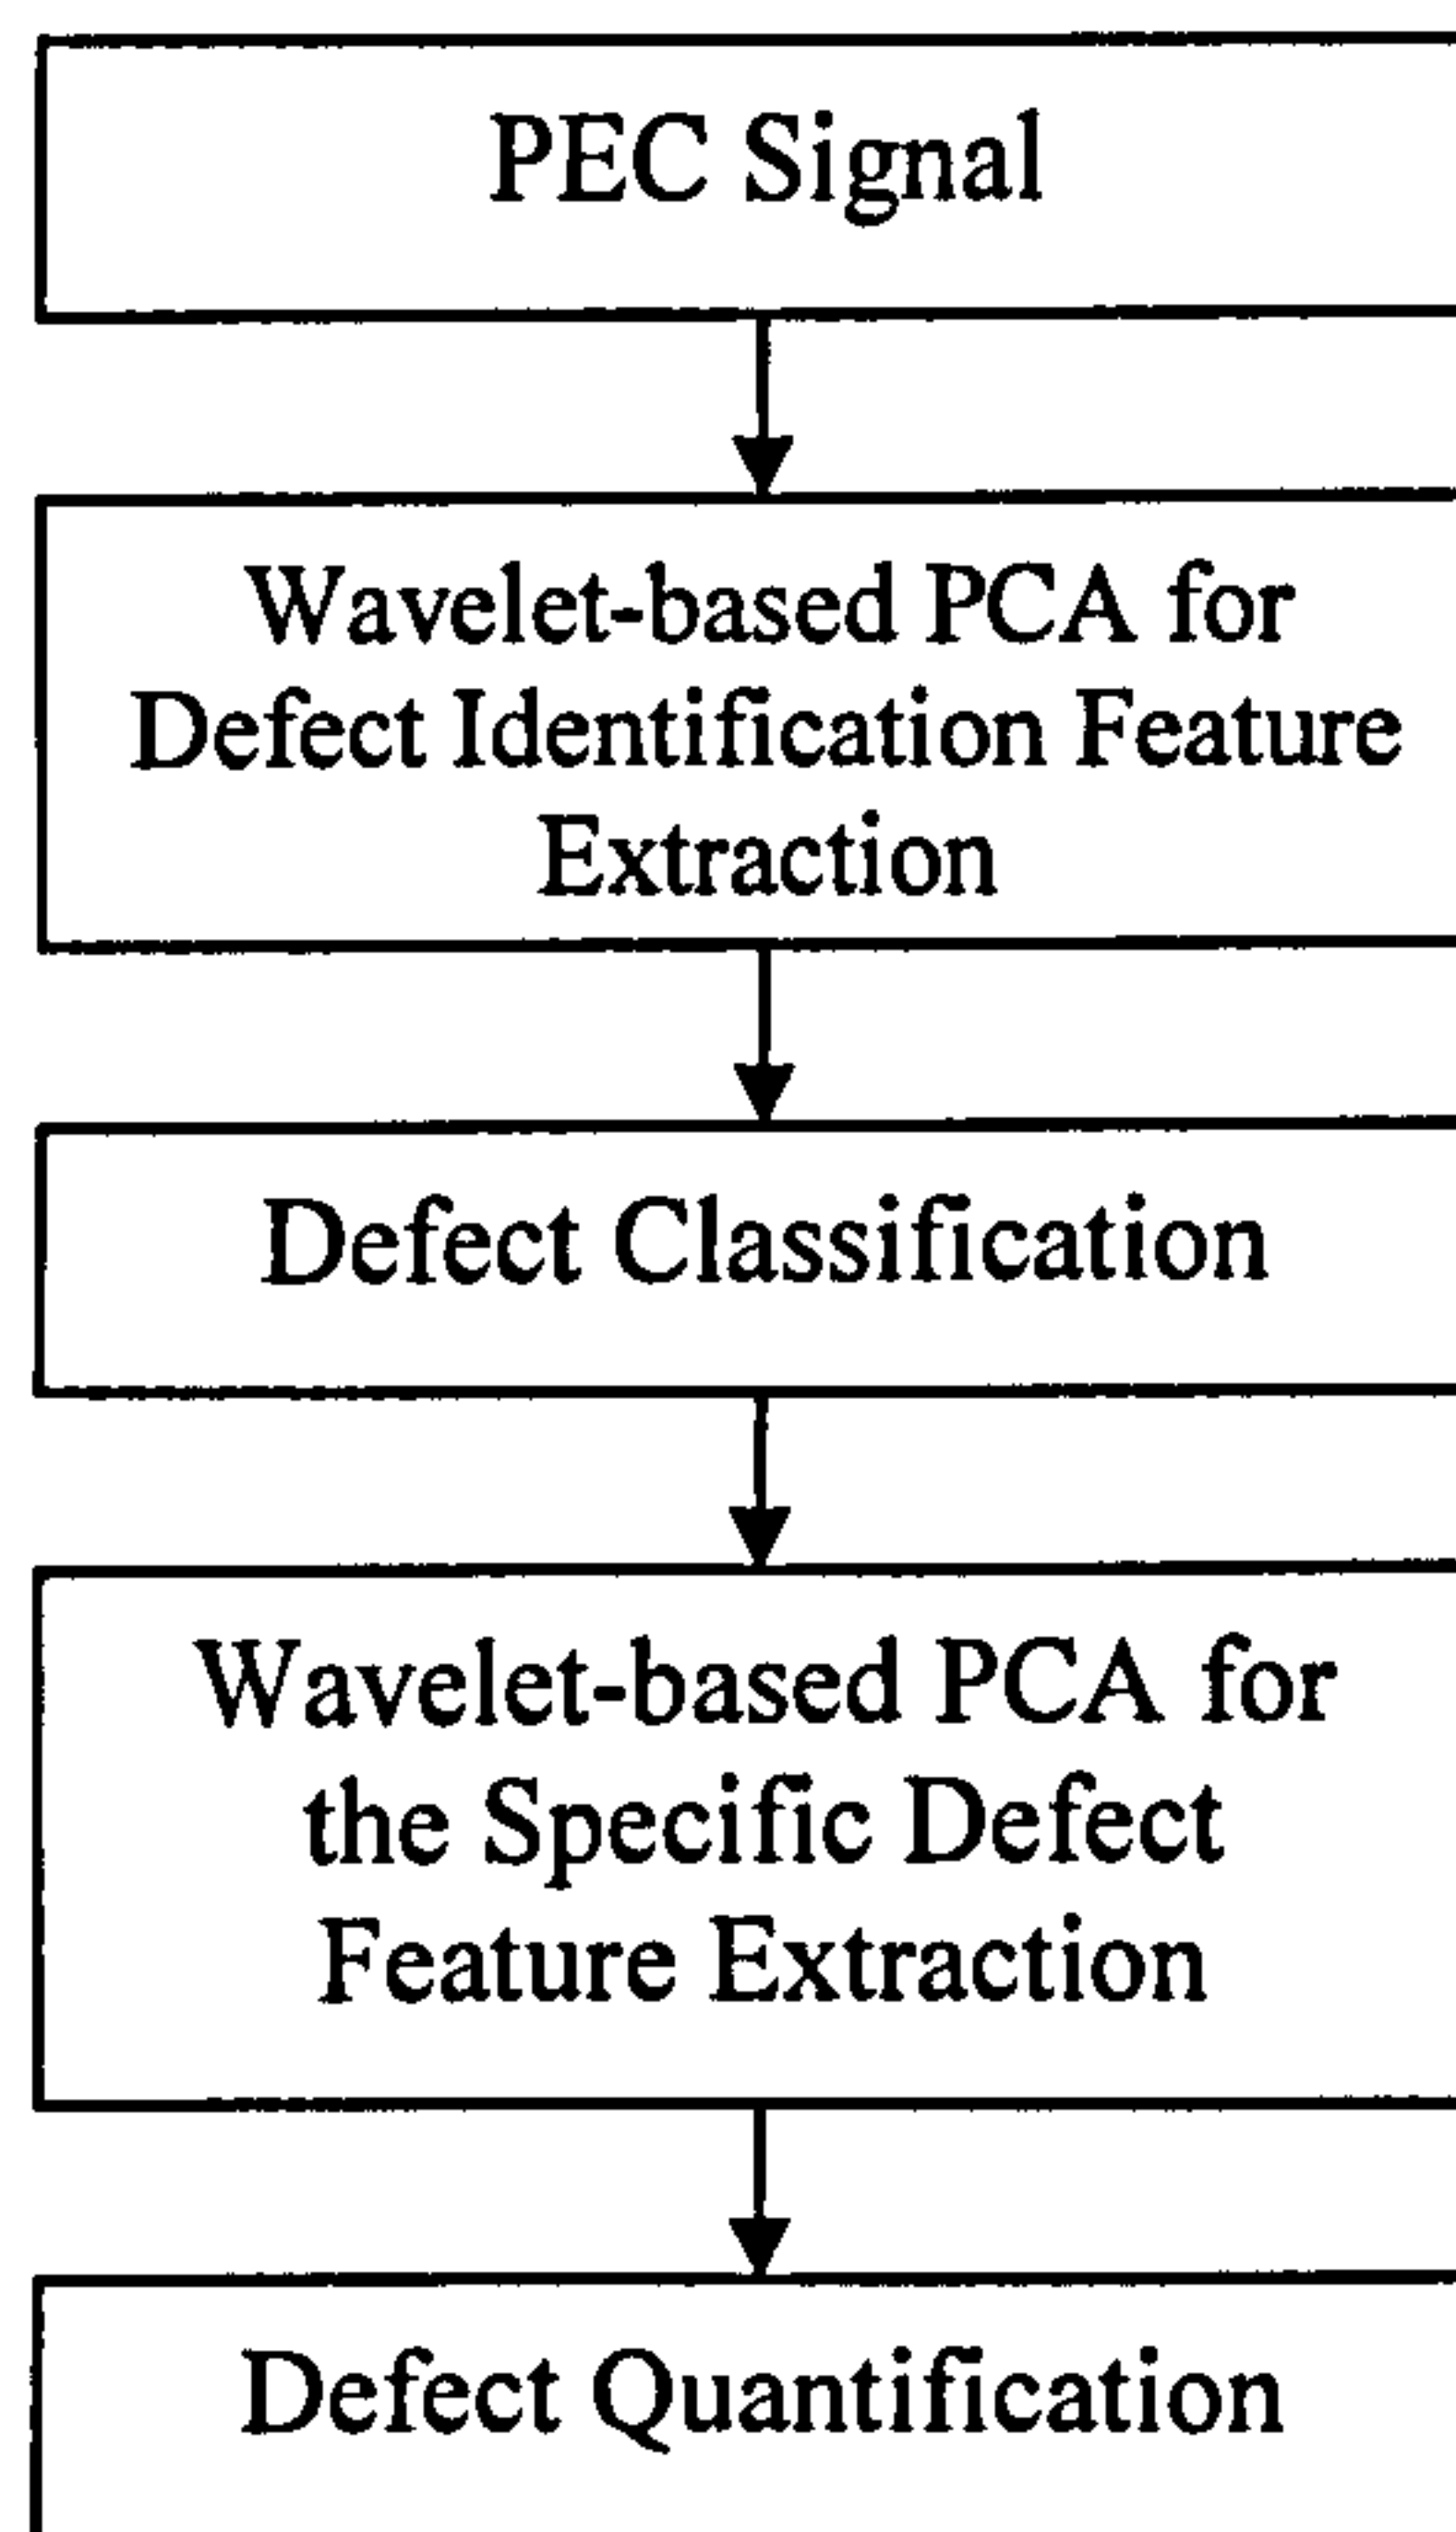 PEC Signal
Wavelet-based PCA for
Defect Identification Feature
Extraction
Defect Classification
Wavelet-based PCA for
the Specific Defect
Feature Extraction
Defect Quantification